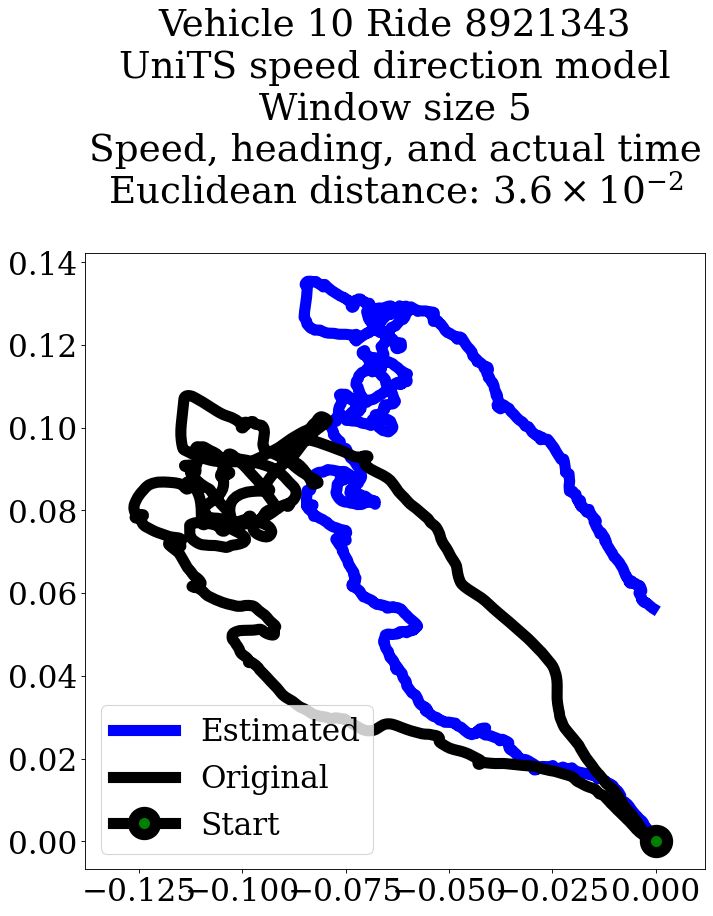 Vehicle 10 Ride 8921343
UniTS speed direction model
Window size 5
Speed, heading, and actual time
Euclidean distance: $3.6 \times 10^{-2}$
0.14
0.12
0.10
0.08
0.06
0.04
0.02
0.00
Estimated
Original
Start
−0.125 −0.100 −0.075 −0.050 −0.025 0.000